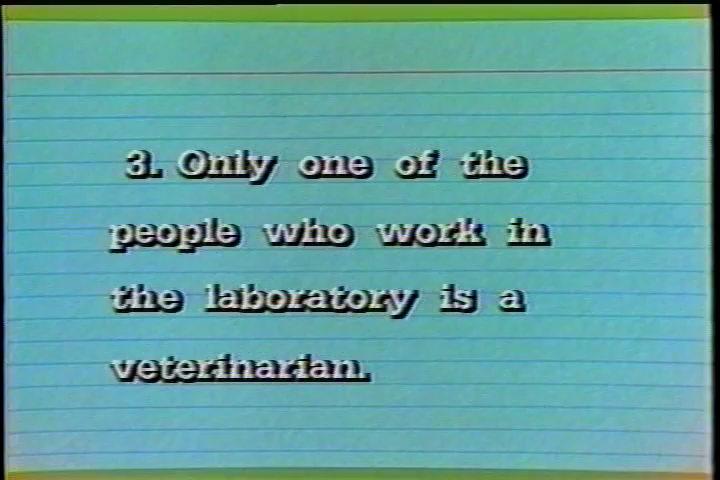 3. Only one of the
people who work in
the laboratory is a
veterinarian.